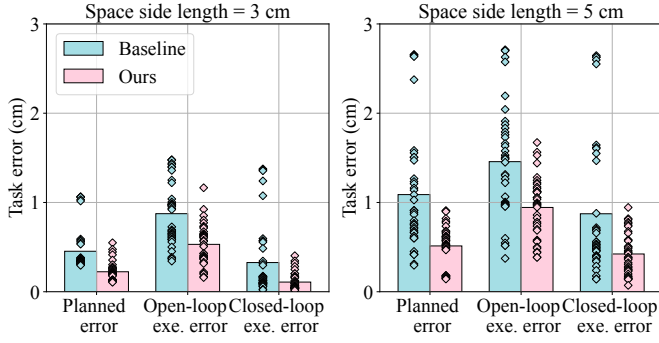 Space side length = 3 cm
Space side length = 5 cm
Task error (cm)
3
2
1
0
Baseline
Ours
Planned
error
Open-loop
exe. error
Closed-loop
exe. error
Task error (cm)
3
2
1
0
Planned
error
Open-loop
exe. error
Closed-loop
exe. error